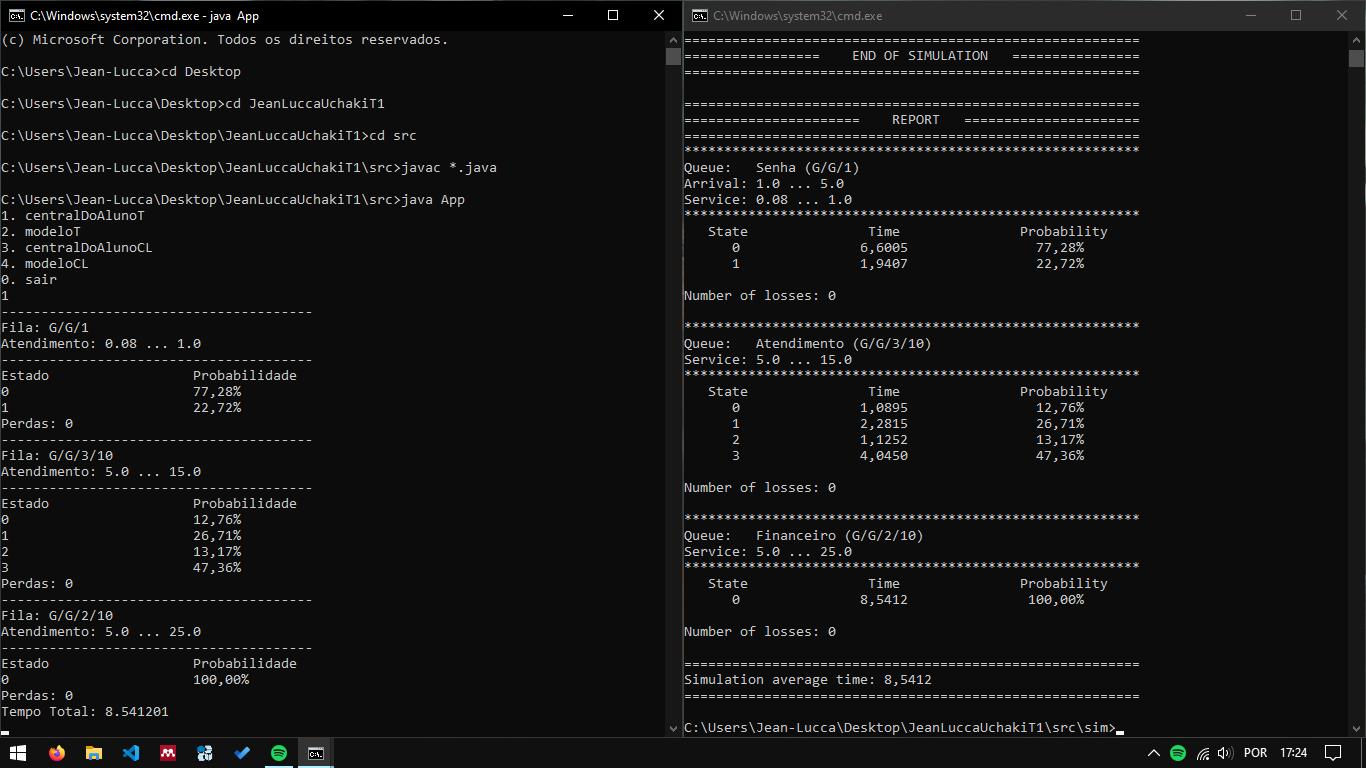 C:\Windows\system32\cmd.exe - java App
(c) Microsoft Corporation. Todos os direitos reservados.
C:\Users\Jean-Lucca>cd Desktop
C:\Users\Jean-Lucca\Desktop>cd JeanLuccaUchakiT1
C:\Users\Jean-Lucca\Desktop\JeanLuccaUchakiT1>cd src
C:\Users\Jean-Lucca\Desktop\JeanLuccaUchakiT1\src>javac *.java
C:\Users\Jean-Lucca\Desktop\JeanLuccaUchakiT1\src>java App
1. centralDoAlunoT
2. modeloT
3. centralDoAlunoCL
4. modeloCL
0. sair
1
---------------------------------------
Fila: G/G/1
Atendimento: 0.08 ... 1.0
---------------------------------------
Estado                  Probabilidade
0                       77,28%
1                       22,72%
Perdas: 0
---------------------------------------
Fila: G/G/3/10
Atendimento: 5.0 ... 15.0
---------------------------------------
Estado                  Probabilidade
0                       12,76%
1                       26,71%
2                       13,17%
3                       47,36%
Perdas: 0
---------------------------------------
Fila: G/G/2/10
Atendimento: 5.0 ... 25.0
---------------------------------------
Estado                  Probabilidade
0                       100,00%
Perdas: 0
Tempo Total: 8.541201
C:\Windows\system32\cmd.exe
=========================================================
=================    END OF SIMULATION   ================
=========================================================
=========================================================
======================    REPORT   ======================
=========================================================
*********************************************************
Queue:   Senha (G/G/1)
Arrival: 1.0 ... 5.0
Service: 0.08 ... 1.0
*********************************************************
   State               Time               Probability
      0               6,6005                77,28%
      1               1,9407                22,72%
Number of losses: 0
*********************************************************
Queue:   Atendimento (G/G/3/10)
Service: 5.0 ... 15.0
*********************************************************
   State               Time               Probability
      0               1,0895                12,76%
      1               2,2815                26,71%
      2               1,1252                13,17%
      3               4,0450                47,36%
Number of losses: 0
*********************************************************
Queue:   Financeiro (G/G/2/10)
Service: 5.0 ... 25.0
*********************************************************
   State               Time               Probability
      0               8,5412               100,00%
Number of losses: 0
=========================================================
Simulation average time: 8,5412
=========================================================
C:\Users\Jean-Lucca\Desktop\JeanLuccaUchakiT1\src\sim>
POR 17:24